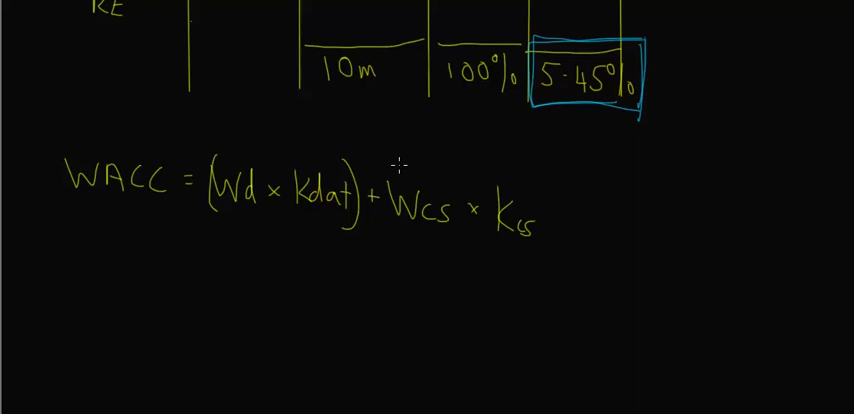 RE
10m 100% 5.45%
WACC = (Wd × Kdat) + Wcs × Kcs